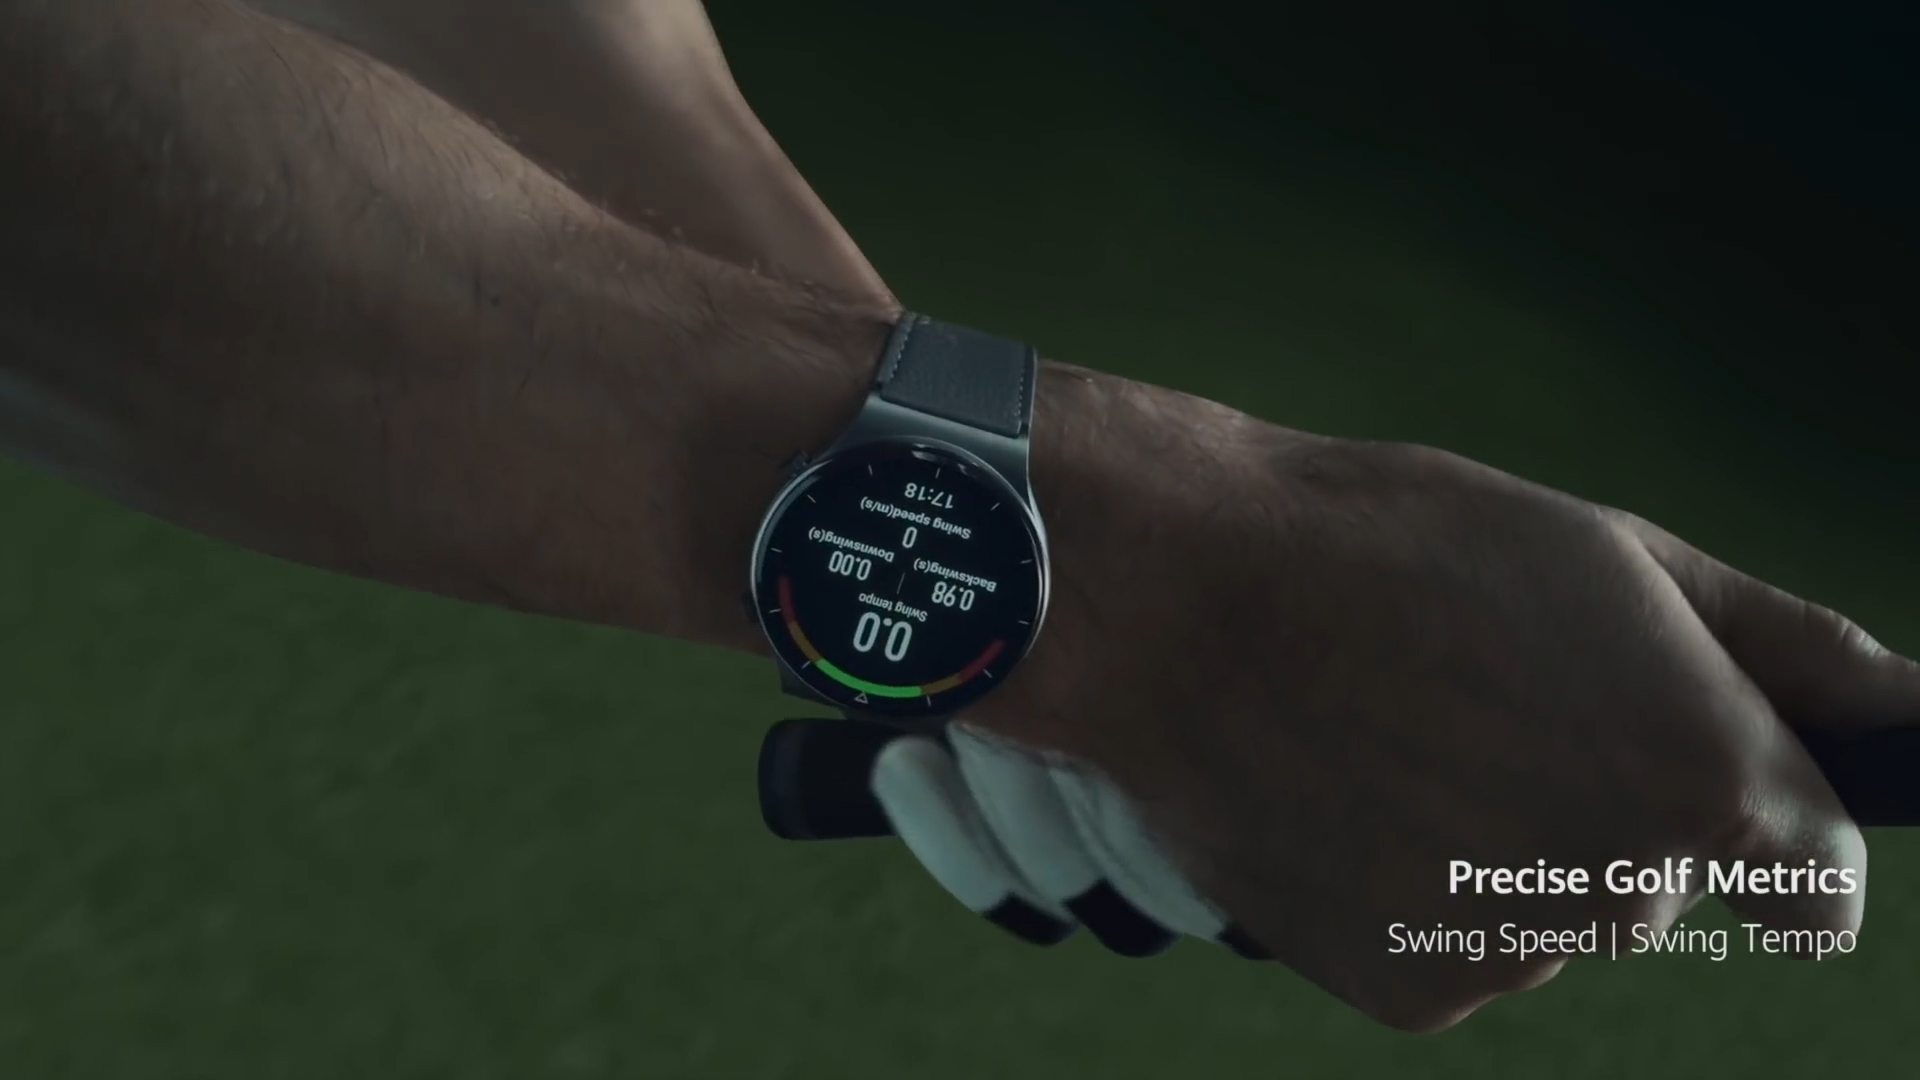 17:18
Swing speed(m/s)
0
Downswing(s)
0.00
Backswing(s)
0.98
Swing tempo
0.0
Precise Golf Metrics
Swing Speed | Swing Tempo